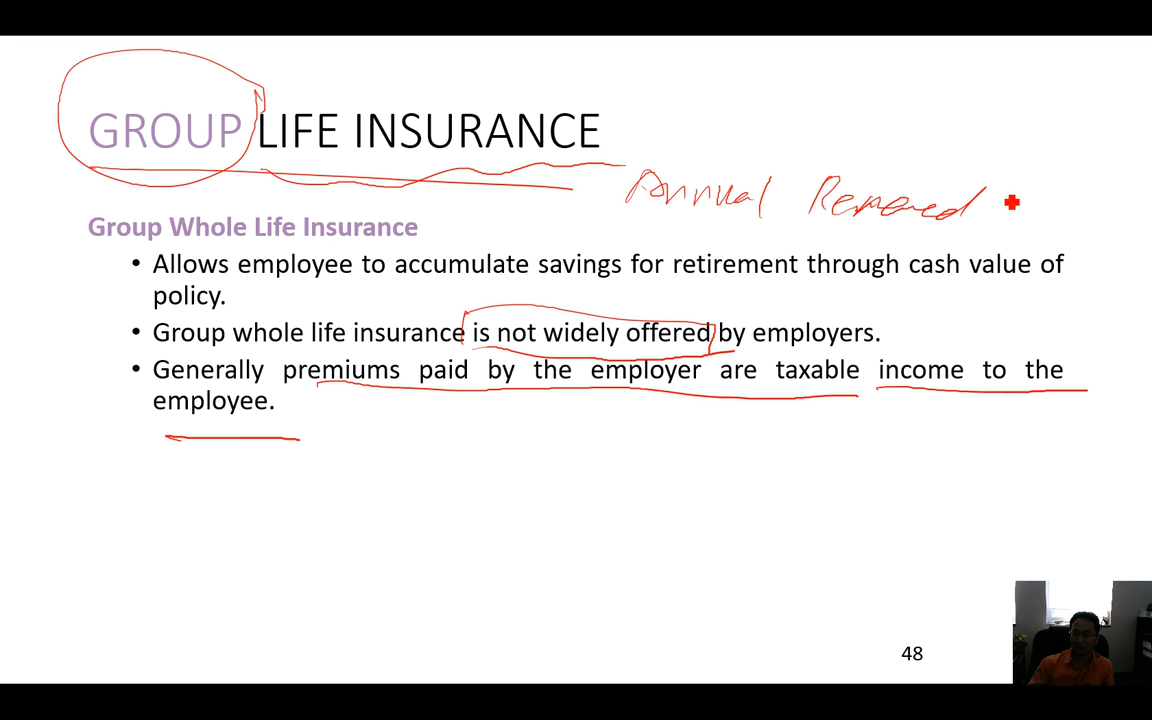 GROUP LIFE INSURANCE
Annual Renewed
Group Whole Life Insurance
• Allows employee to accumulate savings for retirement through cash value of
policy.
• Group whole life insurance is not widely offered by employers.
• Generally premiums paid by the employer are taxable income to the
employee.
48